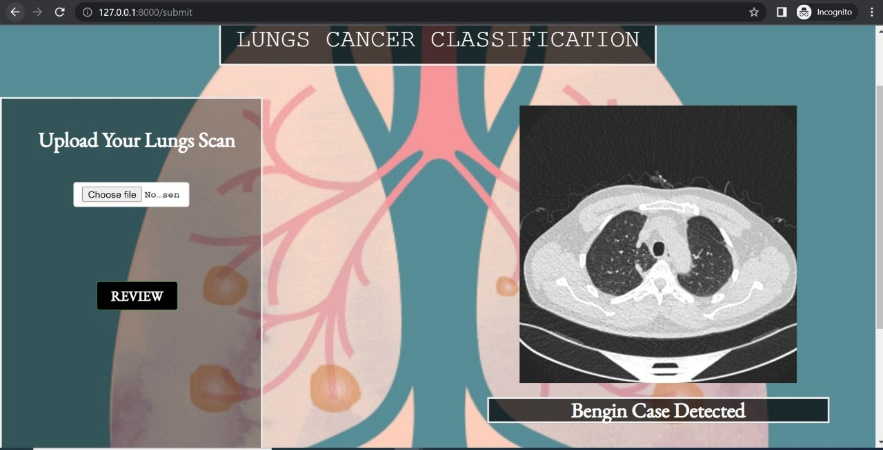 127.0.0.1:8000/submit
Incognito
LUNGS CANCER CLASSIFICATION
Upload Your Lungs Scan
Choose file No...sen
REVIEW
Bengin Case Detected